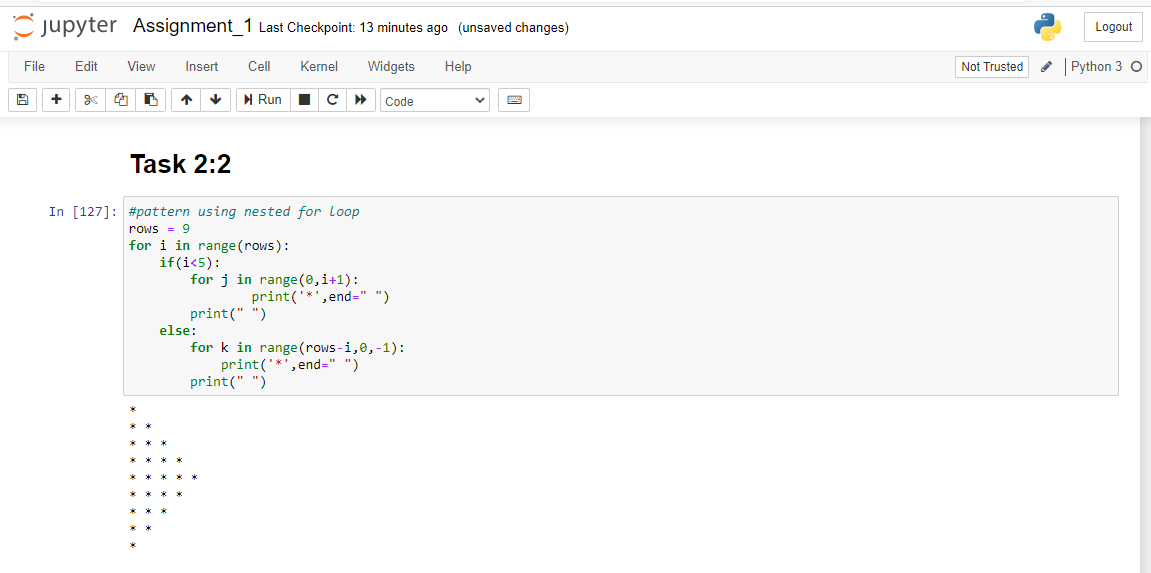 jupyter Assignment_1 Last Checkpoint: 13 minutes ago (unsaved changes) Logout
File Edit View Insert Cell Kernel Widgets Help Not Trusted Python 3
Run Code
Task 2:2
In [127]: #pattern using nested for loop
rows = 9
for i in range(rows):
    if(i<5):
        for j in range(0,i+1):
                print('*',end=" ")
        print(" ")
    else:
        for k in range(rows-i,0,-1):
            print('*',end=" ")
        print(" ")
*
* *
* * *
* * * *
* * * * *
* * * *
* * *
* *
*